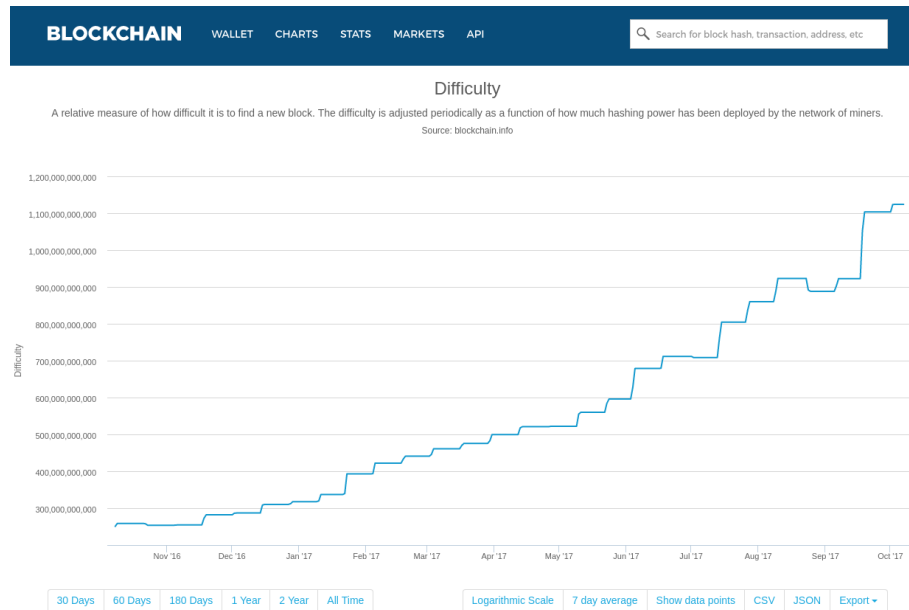 BLOCKCHAIN WALLET CHARTS STATS MARKETS API Search for block hash, transaction, address, etc
Difficulty
A relative measure of how difficult it is to find a new block. The difficulty is adjusted periodically as a function of how much hashing power has been deployed by the network of miners.
Source: blockchain.info
1,200,000,000,000
1,100,000,000,000
1,000,000,000,000
900,000,000,000
800,000,000,000
700,000,000,000
600,000,000,000
500,000,000,000
400,000,000,000
300,000,000,000
Difficulty
Nov '16 Dec '16 Jan '17 Feb '17 Mar '17 Apr '17 May '17 Jun '17 Jul '17 Aug '17 Sep '17 Oct '17
30 Days 60 Days 180 Days 1 Year 2 Year All Time Logarithmic Scale 7 day average Show data points CSV JSON Export